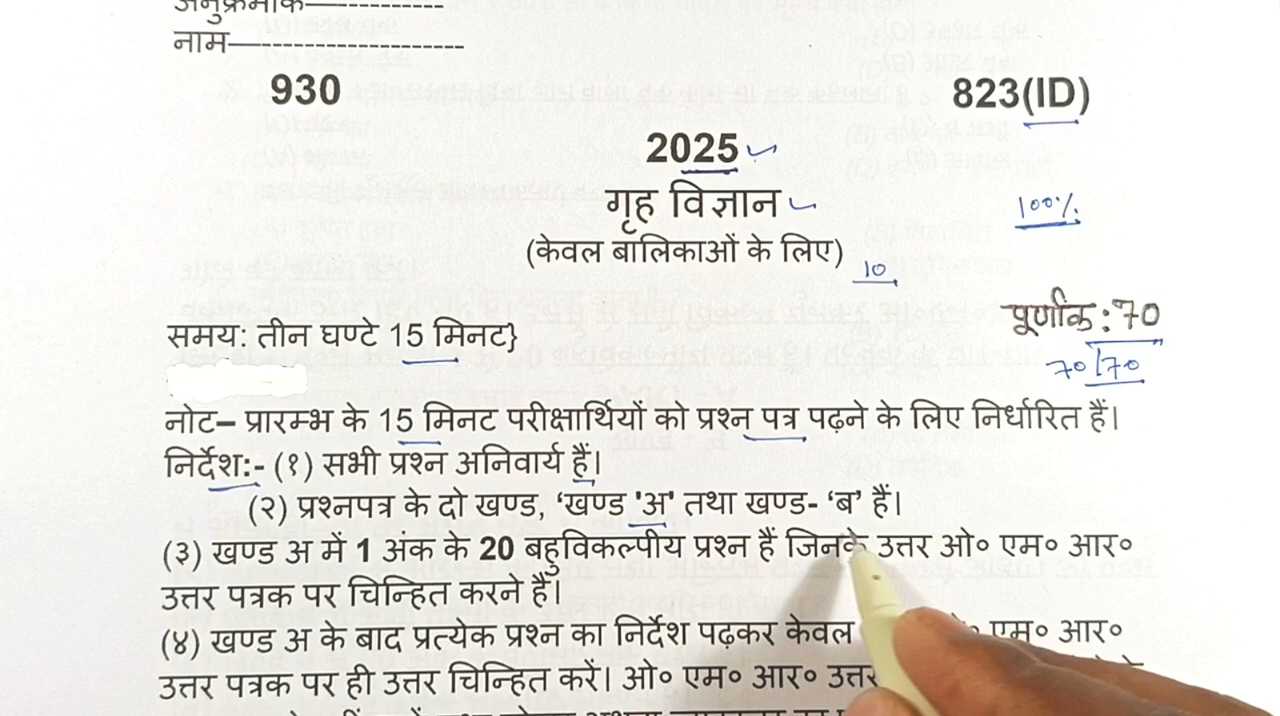 अनुक्रमांक------------
नाम--------------------
930
823(ID)
2025
गृह विज्ञान
100%
(केवल बालिकाओं के लिए)
10
पूर्णांक:70
समय: तीन घण्टे 15 मिनट}
70/70
नोट– प्रारम्भ के 15 मिनट परीक्षार्थियों को प्रश्न पत्र पढ़ने के लिए निर्धारित हैं।
निर्देश:- (१) सभी प्रश्न अनिवार्य हैं।
(२) प्रश्नपत्र के दो खण्ड, ‘खण्ड 'अ' तथा खण्ड- ‘ब’ हैं।
(३) खण्ड अ में 1 अंक के 20 बहुविकल्पीय प्रश्न हैं जिनके उत्तर ओ० एम० आर०
उत्तर पत्रक पर चिन्हित करने हैं।
(४) खण्ड अ के बाद प्रत्येक प्रश्न का निर्देश पढ़कर केवल एम० आर०
उत्तर पत्रक पर ही उत्तर चिन्हित करें। ओ० एम० आर० उत्तर